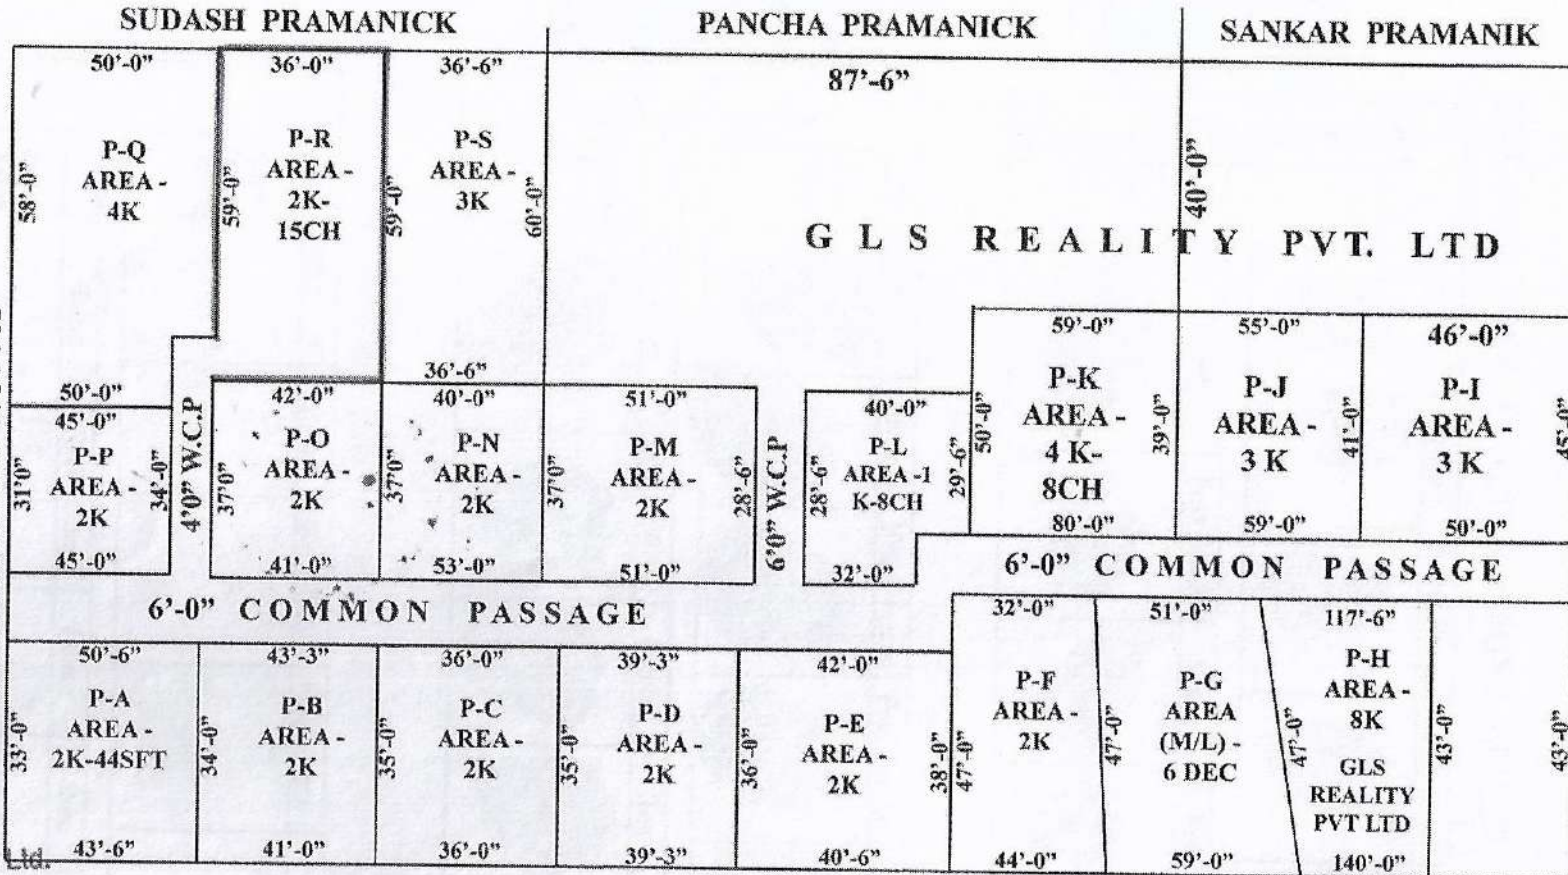 SUDASH PRAMANICK
PANCHA PRAMANICK
SANKAR PRAMANIK
50’-0”
36’-0”
36’-6”
87’-6”
P-Q
AREA -
4K
58’-0”
P-R
AREA -
2K-
15CH
59’-0”
59’-0”
P-S
AREA -
3K
60’-0”
40’-0”
GLS REALITY PVT. LTD
50’-0”
36’-6”
59’-0”
55’-0”
46’-0”
45’-0”
P-P
AREA -
2K
31’0”
34’-0”
45’-0”
4’0” W.C.P
42’-0”
P-O
AREA -
2K
37’0”
37’0”
41’-0”
40’-0”
P-N
AREA -
2K
37’0”
53’-0”
51’-0”
P-M
AREA -
2K
28’-6”
51’-0”
6’0” W.C.P
40’-0”
P-L
AREA -1
K-8CH
28’-6”
29’-6”
32’-0”
P-K
AREA -
4 K-
8CH
50’-0”
39’-0”
80’-0”
P-J
AREA -
3 K
41’-0”
59’-0”
P-I
AREA -
3 K
45’-0”
50’-0”
6’-0” COMMON PASSAGE
6’-0” COMMON PASSAGE
50’-6”
P-A
AREA -
2K-44SFT
33’-0”
34’-0”
43’-6”
43’-3”
P-B
AREA -
2K
35’-0”
41’-0”
36’-0”
P-C
AREA -
2K
35’-0”
36’-0”
39’-3”
P-D
AREA -
2K
36’-0”
39’-3”
42’-0”
P-E
AREA -
2K
38’-0”
40’-6”
32’-0”
P-F
AREA -
2K
47’-0”
47’-0”
44’-0”
51’-0”
P-G
AREA
(M/L) -
6 DEC
47’-0”
59’-0”
117’-6”
P-H
AREA -
8K
GLS
REALITY
PVT LTD
43’-0”
43’-0”
140’-0”
Ltd.